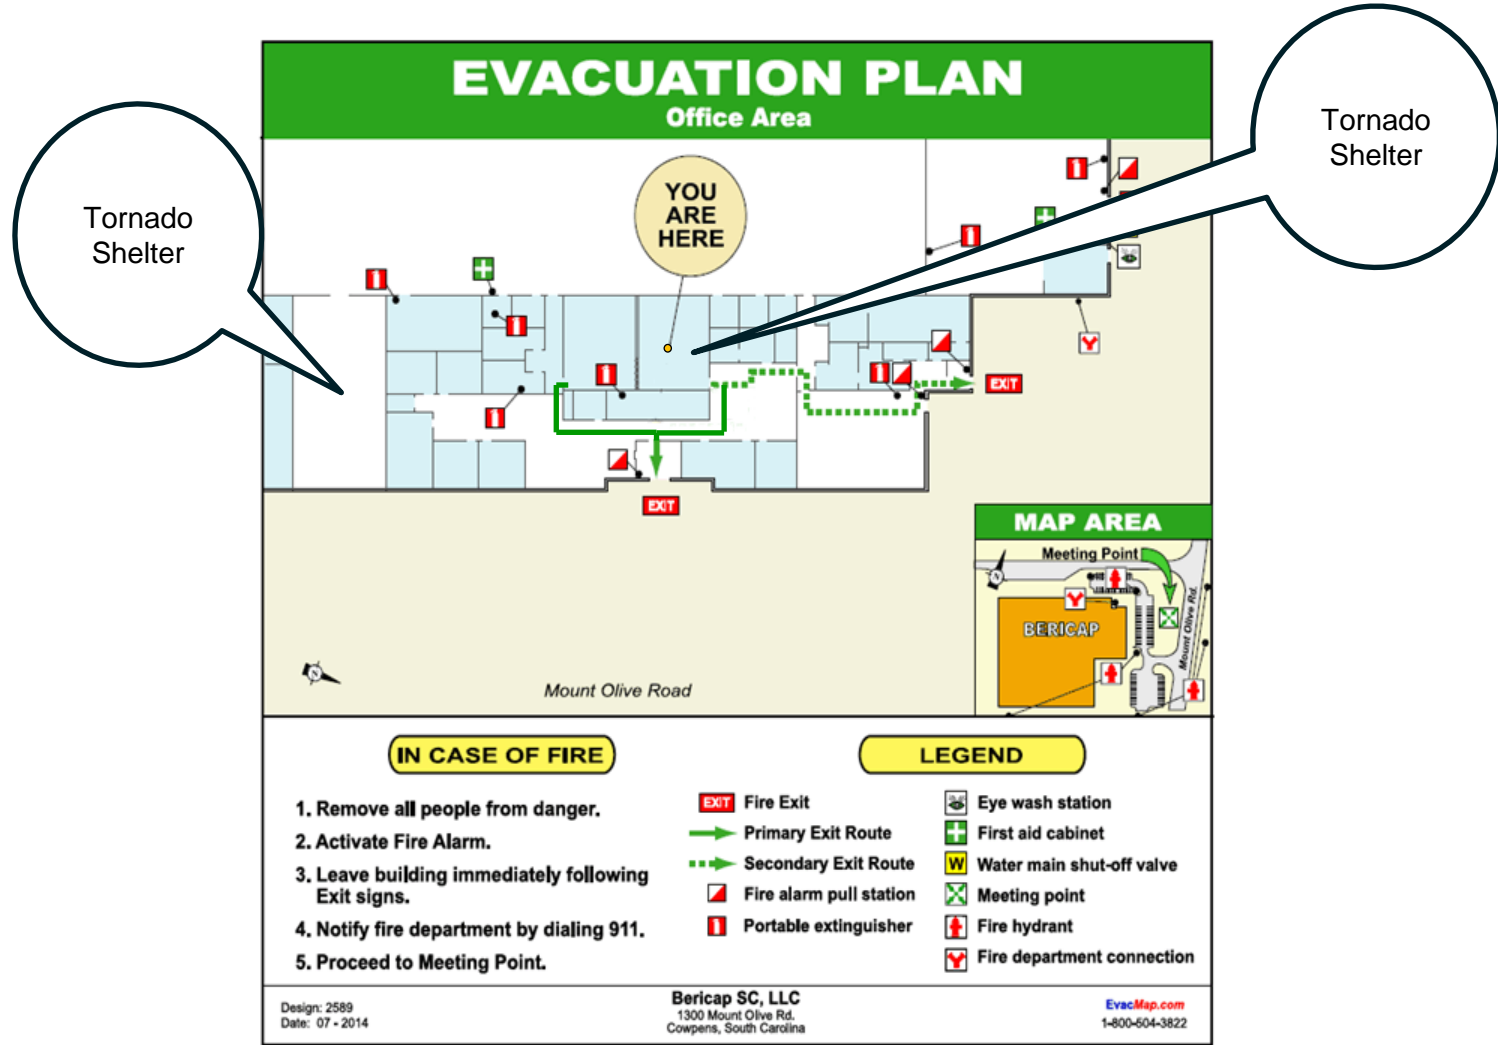 EVACUATION PLAN
Office Area
Tornado
Shelter
Tornado
Shelter
YOU
ARE
HERE
EXIT
EXIT
MAP AREA
Meeting Point
N
BERICAP
Mount Olive Rd.
N
Mount Olive Road
IN CASE OF FIRE
1. Remove all people from danger.
2. Activate Fire Alarm.
3. Leave building immediately following
Exit signs.
4. Notify fire department by dialing 911.
5. Proceed to Meeting Point.
LEGEND
EXIT Fire Exit
Primary Exit Route
Secondary Exit Route
Fire alarm pull station
Portable extinguisher
Eye wash station
First aid cabinet
W Water main shut-off valve
Meeting point
Fire hydrant
Fire department connection
Design: 2589
Date: 07 - 2014
Bericap SC, LLC
1300 Mount Olive Rd.
Cowpens, South Carolina
EvacMap.com
1-800-504-3822